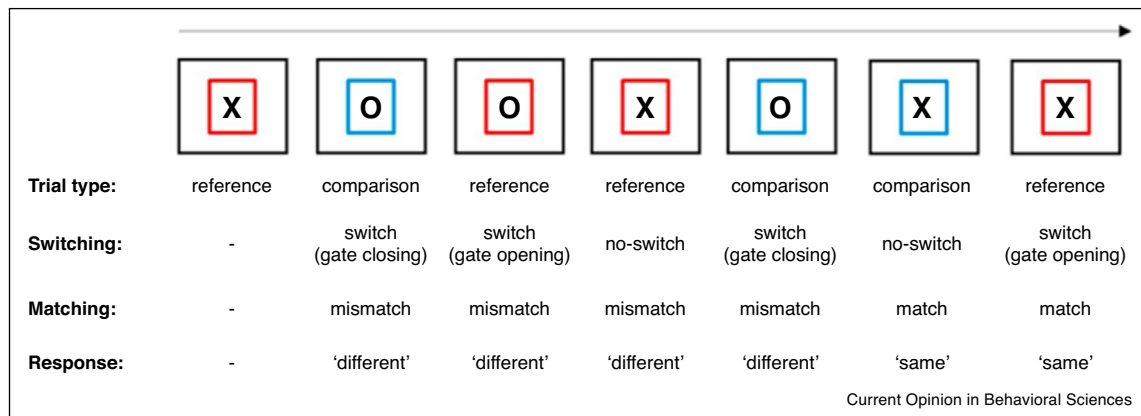 X O O X O X X
Trial type: reference comparison reference reference comparison comparison reference
Switching: - switch (gate closing) switch (gate opening) no-switch switch (gate closing) no-switch switch (gate opening)
Matching: - mismatch mismatch mismatch mismatch match match
Response: - ‘different’ ‘different’ ‘different’ ‘different’ ‘same’ ‘same’
Current Opinion in Behavioral Sciences